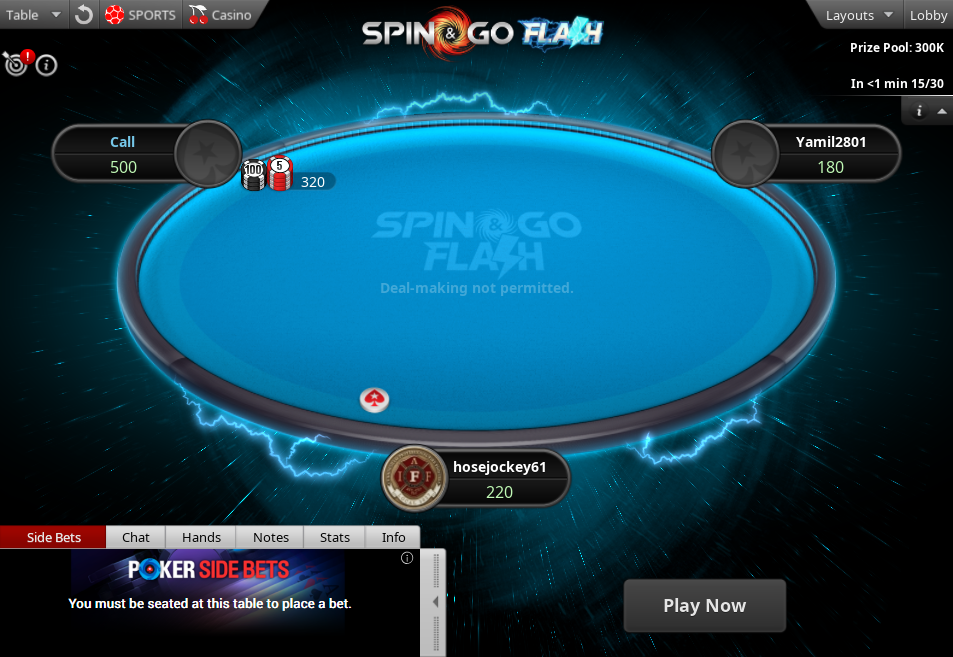 Table
SPORTS
Casino
SPIN&GO FLASH
Layouts
Lobby
Prize Pool: 300K
In <1 min 15/30
Call
500
Yamil2801
180
100
5
320
SPIN&GO
FLASH
Deal-making not permitted.
IAFF
hosejockey61
220
Side Bets
Chat
Hands
Notes
Stats
Info
POKER SIDE BETS
You must be seated at this table to place a bet.
Play Now